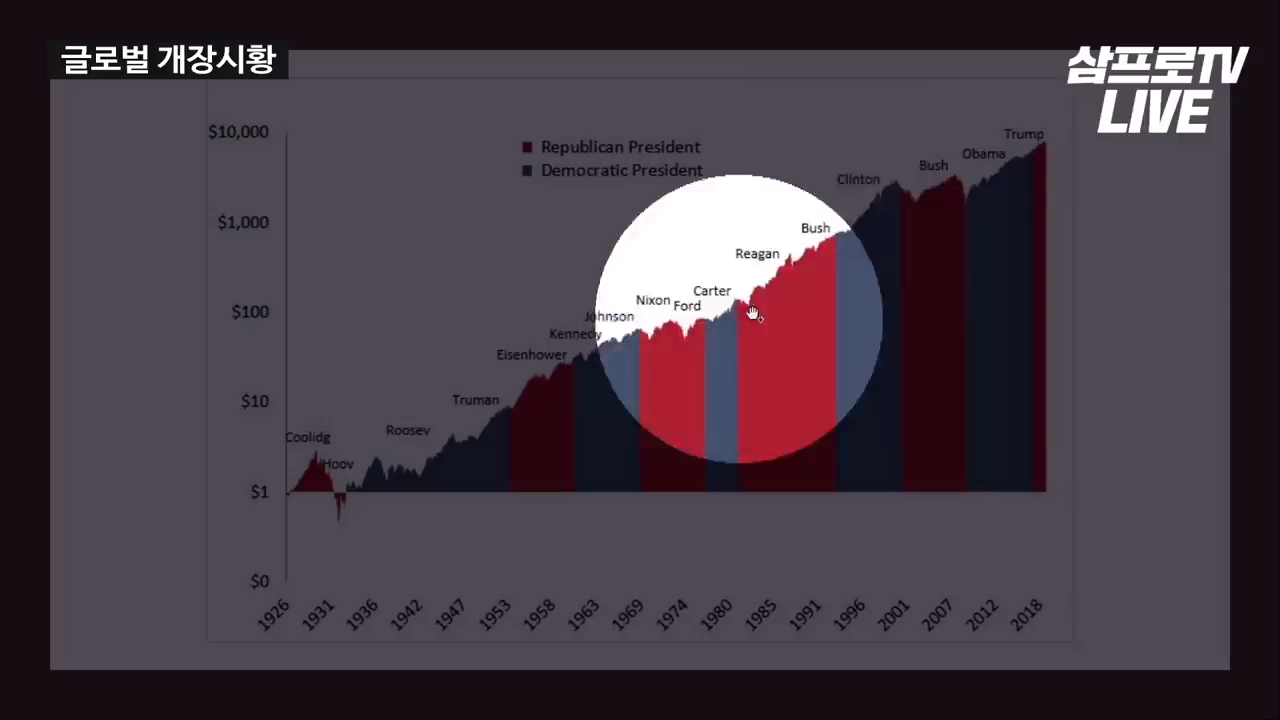 글로벌 개장시황
삼프로TV
LIVE
$10,000
$1,000
$100
$10
$1
$0
Republican President
Democratic President
Coolidg
Hoov
Roosev
Truman
Eisenhower
Kennedy
Johnson
Nixon
Ford
Carter
Reagan
Bush
Clinton
Bush
Obama
Trump
1926
1931
1936
1942
1947
1953
1958
1963
1969
1974
1980
1985
1991
1996
2001
2007
2012
2018